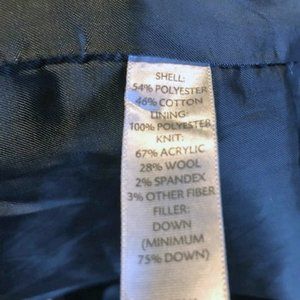 SHELL:
54% POLYESTER
46% COTTON
LINING:
100% POLYESTER
KNIT:
67% ACRYLIC
28% WOOL
2% SPANDEX
3% OTHER FIBER
FILLER:
DOWN
(MINIMUM
75% DOWN)